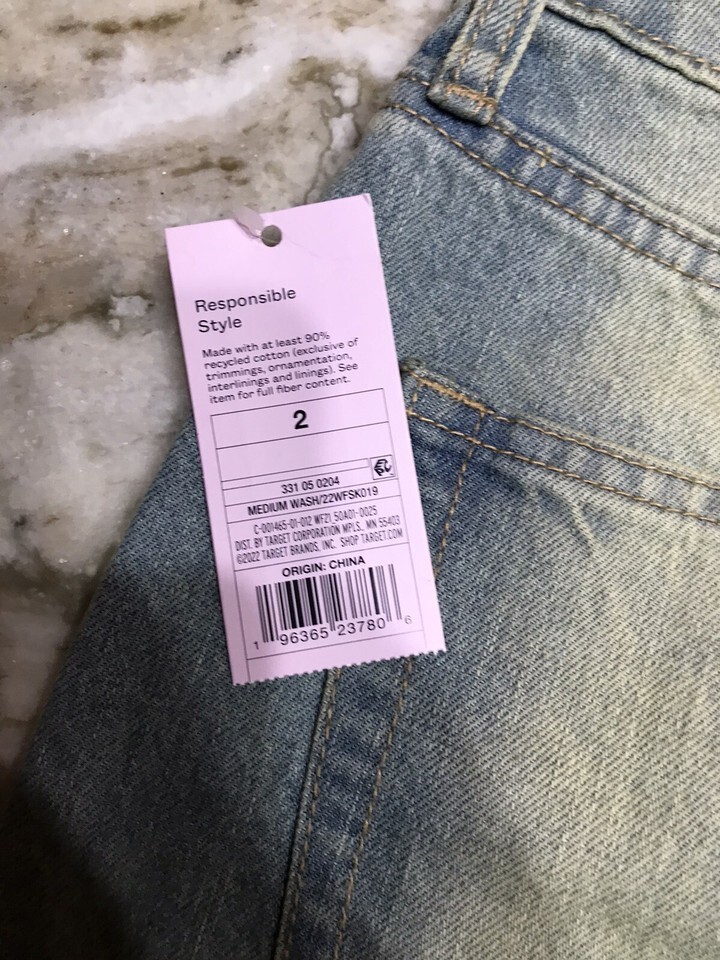 Responsible
Style
Made with at least 90%
recycled cotton (exclusive of
trimmings, ornamentation,
interlinings and linings). See
item for full fiber content.
2
331 05 0204
MEDIUM WASH/22WFSK019
C-001465-01-012 WF21_50A01-0025
DIST. BY TARGET CORPORATION MPLS., MN 55403
©2022 TARGET BRANDS, INC. SHOP TARGET.COM
ORIGIN: CHINA
1 96365 23780 6